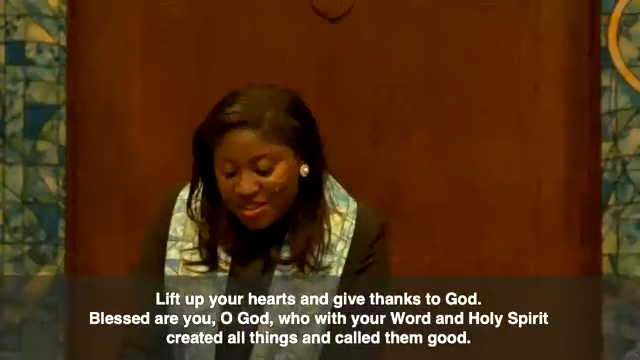 Lift up your hearts and give thanks to God.
Blessed are you, O God, who with your Word and Holy Spirit
created all things and called them good.